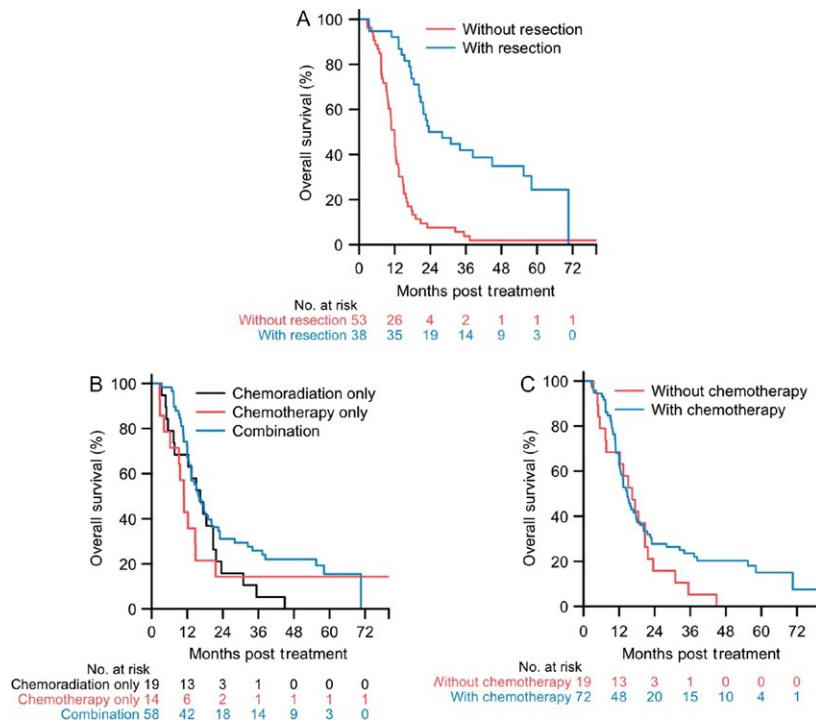 A
Without resection
With resection
Overall survival (%)
100
80
60
40
20
0
0 12 24 36 48 60 72
Months post treatment
No. at risk
Without resection 53 26 4 2 1 1 1
With resection 38 35 19 14 9 3 0
B
Chemoradiation only
Chemotherapy only
Combination
Overall survival (%)
100
80
60
40
20
0
0 12 24 36 48 60 72
Months post treatment
No. at risk
Chemoradiation only 19 13 3 1 0 0 0
Chemotherapy only 14 6 2 1 1 1 1
Combination 58 42 18 14 9 3 0
C
Without chemotherapy
With chemotherapy
Overall survival (%)
100
80
60
40
20
0
0 12 24 36 48 60 72
Months post treatment
No. at risk
Without chemotherapy 19 13 3 1 0 0 0
With chemotherapy 72 48 20 15 10 4 1